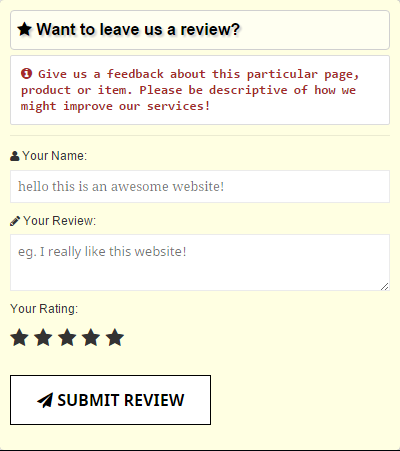 Want to leave us a review?
Give us a feedback about this particular page,
product or item. Please be descriptive of how we
might improve our services!
Your Name:
hello this is an awesome website!
Your Review:
eg. I really like this website!
Your Rating:
SUBMIT REVIEW